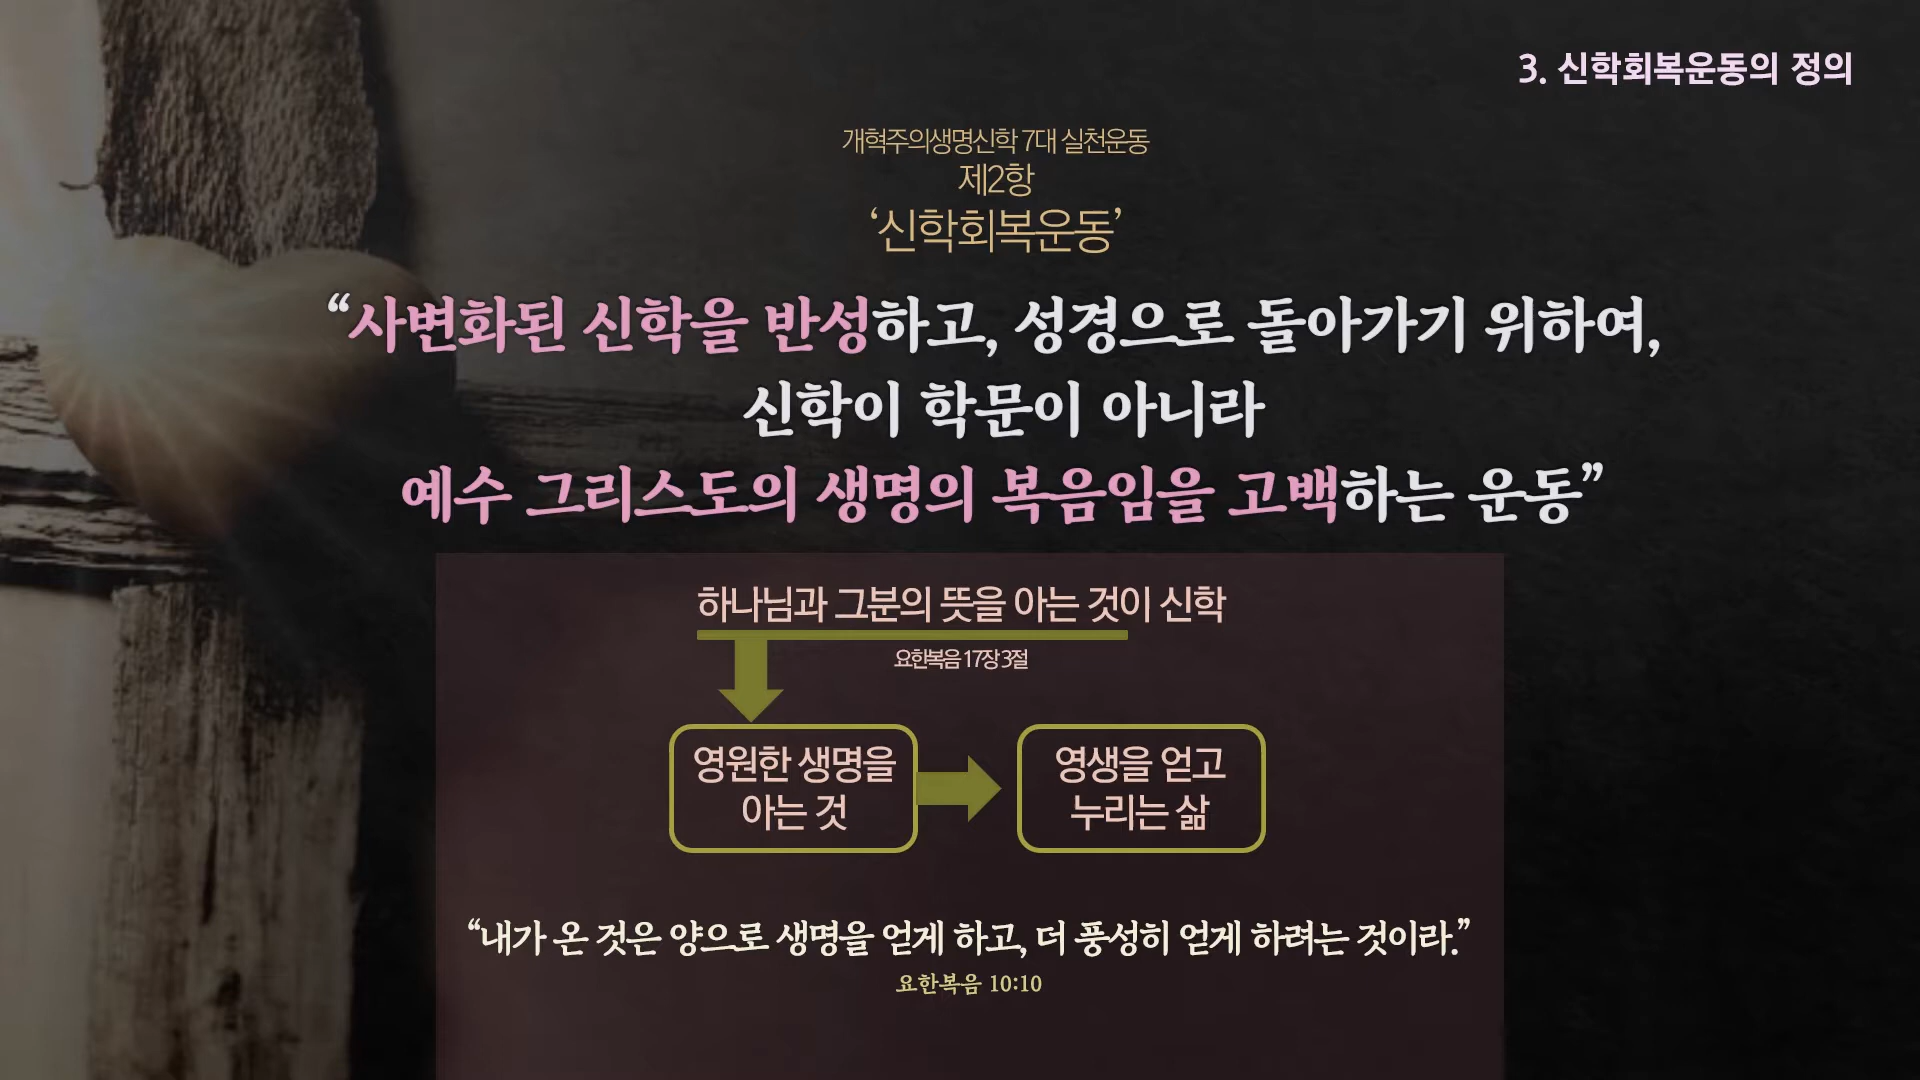 3. 신학회복운동의 정의
개혁주의생명신학 7대 실천운동
제2항
‘신학회복운동’
“사변화된 신학을 반성하고, 성경으로 돌아가기 위하여,
신학이 학문이 아니라
예수 그리스도의 생명의 복음임을 고백하는 운동”
하나님과 그분의 뜻을 아는 것이 신학
요한복음 17장 3절
영원한 생명을
아는 것
영생을 얻고
누리는 삶
“내가 온 것은 양으로 생명을 얻게 하고, 더 풍성히 얻게 하려는 것이라.”
요한복음 10:10